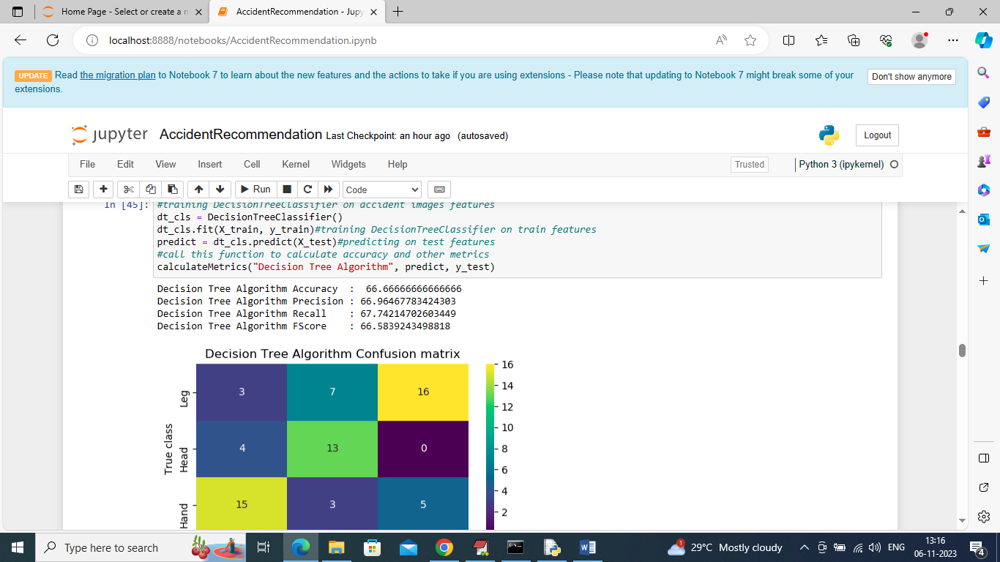 Home Page - Select or create a n
AccidentRecommendation - Jupy
localhost:8888/notebooks/AccidentRecommendation.ipynb
UPDATE Read the migration plan to Notebook 7 to learn about the new features and the actions to take if you are using extensions - Please note that updating to Notebook 7 might break some of your
extensions.
Don't show anymore
jupyter AccidentRecommendation Last Checkpoint: an hour ago (autosaved)
Logout
File Edit View Insert Cell Kernel Widgets Help
Trusted
Python 3 (ipykernel)
Run
Code
In [45]: #training DecisionTreeClassifier on accident images features
dt_cls = DecisionTreeClassifier()
dt_cls.fit(X_train, y_train)#training DecisionTreeClassifier on train features
predict = dt_cls.predict(X_test)#predicting on test features
#call this function to calculate accuracy and other metrics
calculateMetrics("Decision Tree Algorithm", predict, y_test)
Decision Tree Algorithm Accuracy  :  66.66666666666666
Decision Tree Algorithm Precision : 66.96467783424303
Decision Tree Algorithm Recall    : 67.74214702603449
Decision Tree Algorithm FScore    : 66.5839243498818
Decision Tree Algorithm Confusion matrix
True class
Leg 3 7 16
Head 4 13 0
Hand 15 3 5
16
14
12
10
8
6
4
2
Type here to search
29°C Mostly cloudy
ENG
13:16
06-11-2023
4